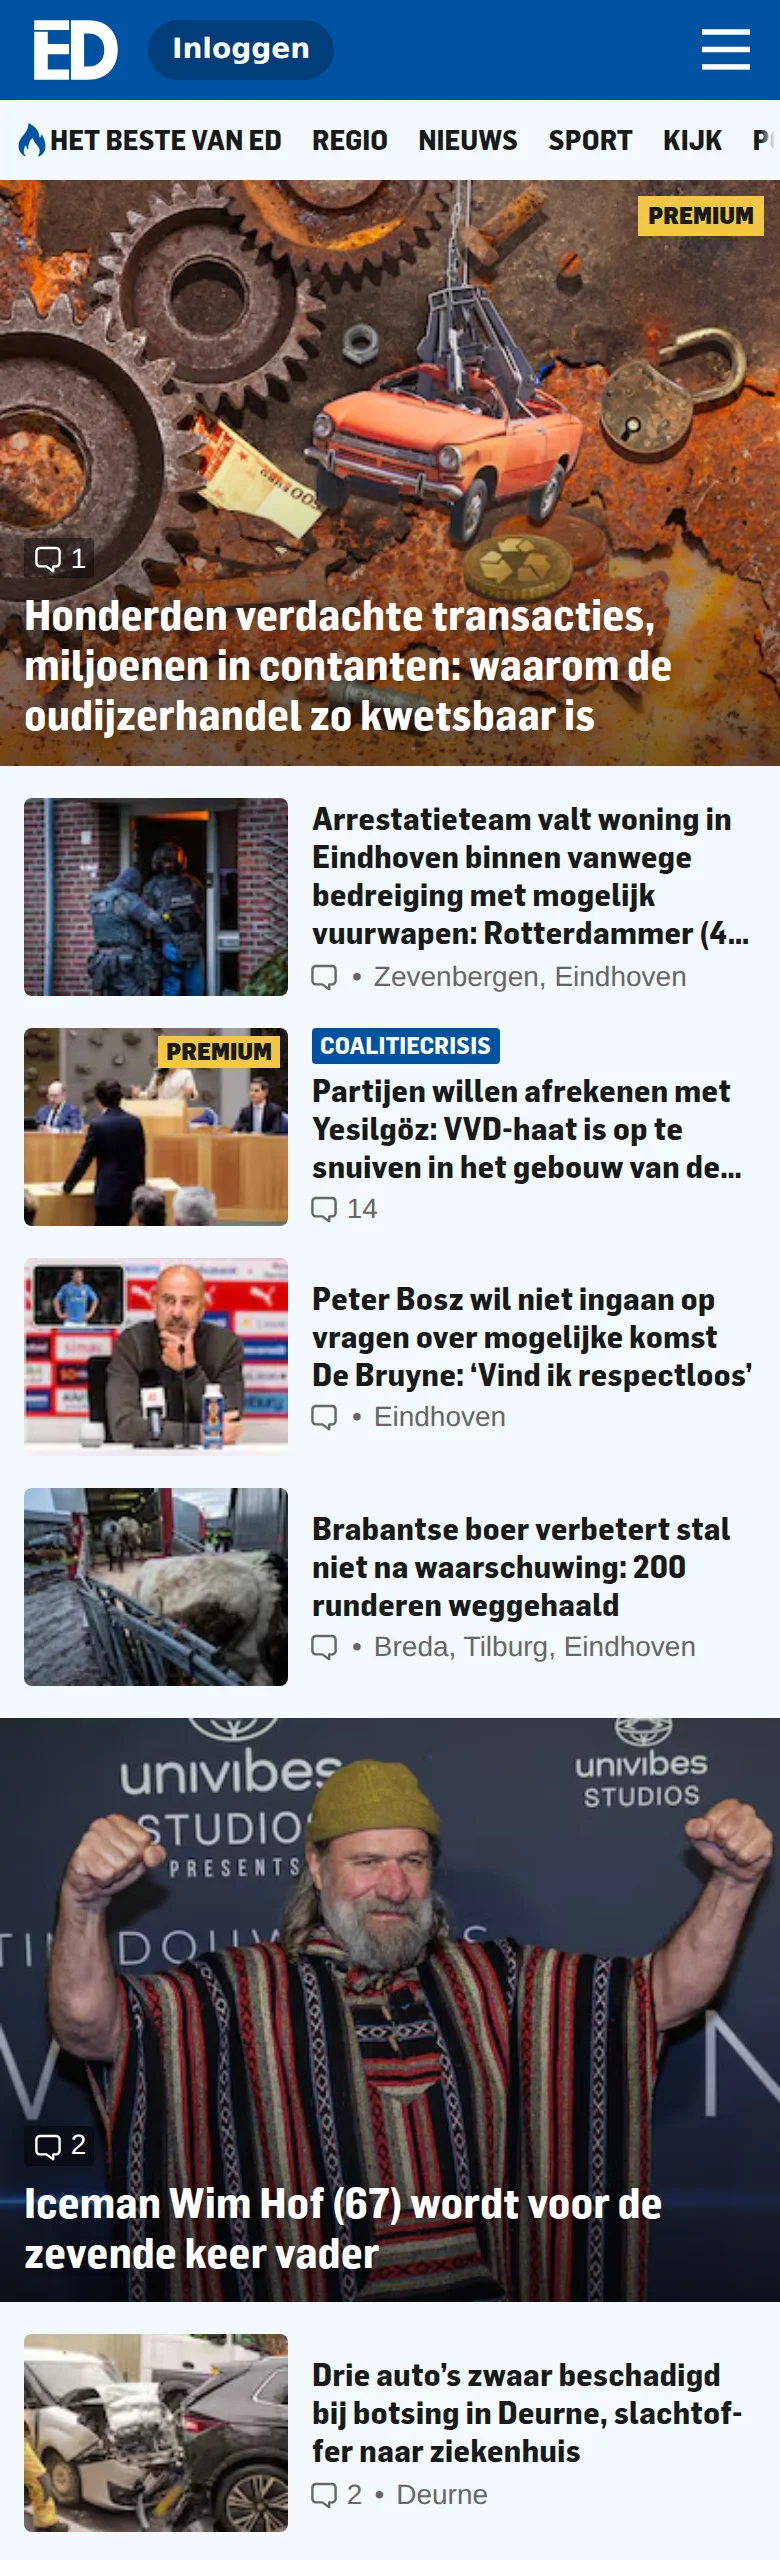 ED
Inloggen
HET BESTE VAN ED REGIO NIEUWS SPORT KIJK
PREMIUM
500
1
Honderden verdachte transacties,
miljoenen in contanten: waarom de
oudijzerhandel zo kwetsbaar is
Arrestatieteam valt woning in
Eindhoven binnen vanwege
bedreiging met mogelijk
vuurwapen: Rotterdammer (4...
• Zevenbergen, Eindhoven
PREMIUM
COALITIECRISIS
Partijen willen afrekenen met
Yesilgöz: VVD-haat is op te
snuiven in het gebouw van de...
14
Peter Bosz wil niet ingaan op
vragen over mogelijke komst
De Bruyne: ‘Vind ik respectloos’
• Eindhoven
Brabantse boer verbetert stal
niet na waarschuwing: 200
runderen weggehaald
• Breda, Tilburg, Eindhoven
univibes
STUDIO
PRESENTS
univibes
STUDIOS
2
Iceman Wim Hof (67) wordt voor de
zevende keer vader
Drie auto’s zwaar beschadigd
bij botsing in Deurne, slachtof-
fer naar ziekenhuis
2 • Deurne